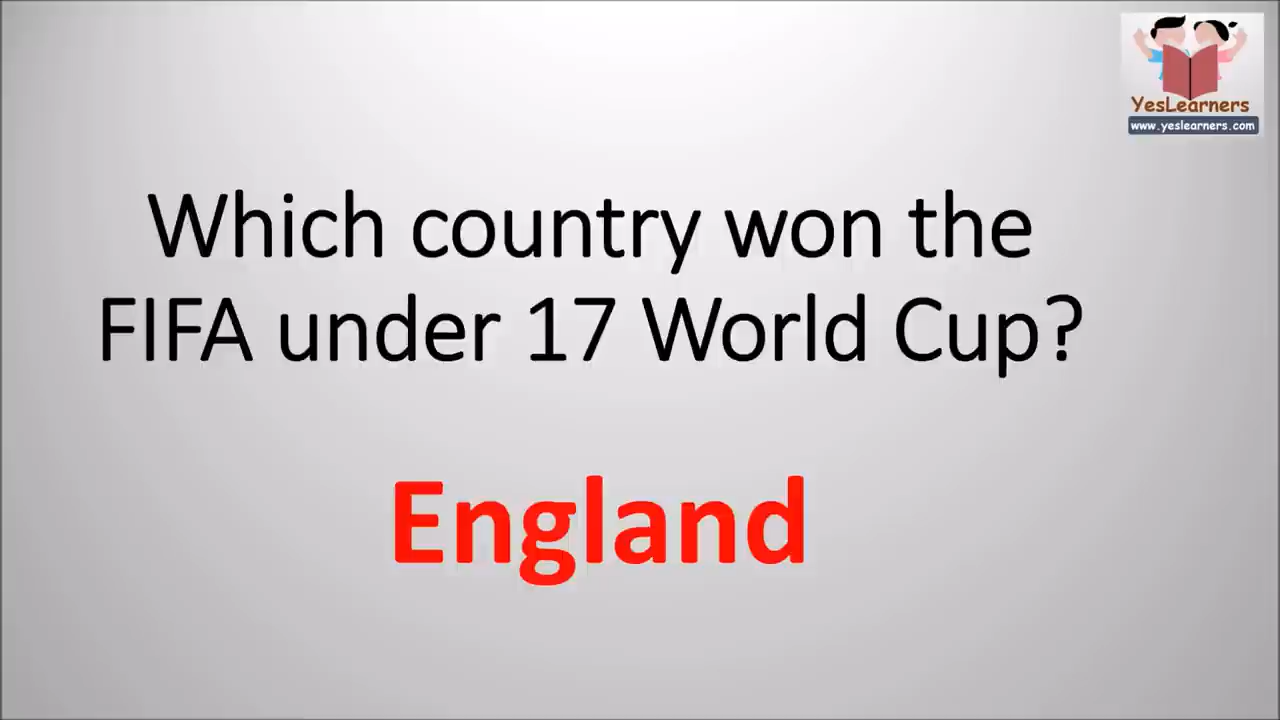 YesLearners
www.yeslearners.com
Which country won the
FIFA under 17 World Cup?
England